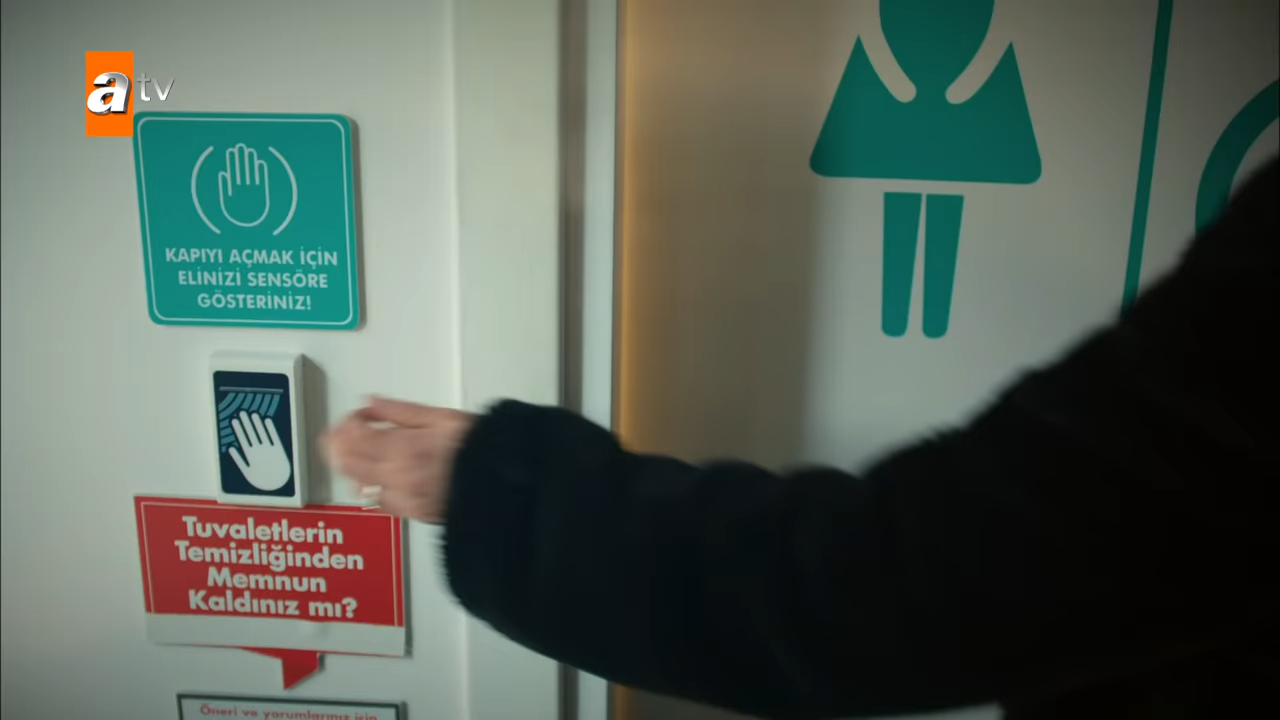 atv
KAPIYI AÇMAK İÇİN
ELİNİZİ SENSÖRE
GÖSTERİNİZ!
Tuvaletlerin
Temizliğinden
Memnun
Kaldınız mı?
Öneri ve yorumlarınız için